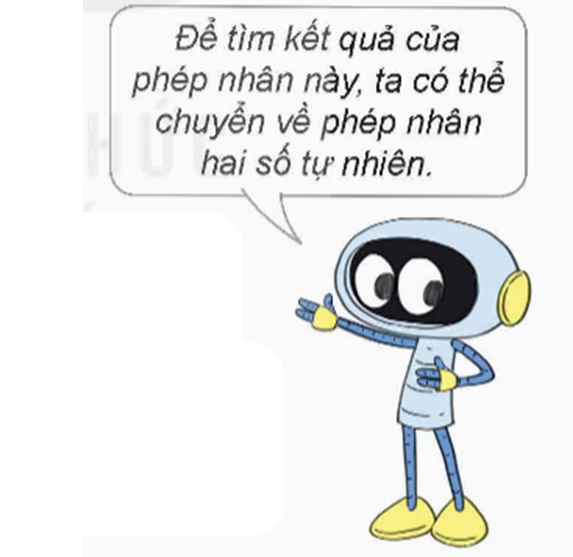 Để tìm kết quả của
phép nhân này, ta có thể
chuyển về phép nhân
hai số tự nhiên.